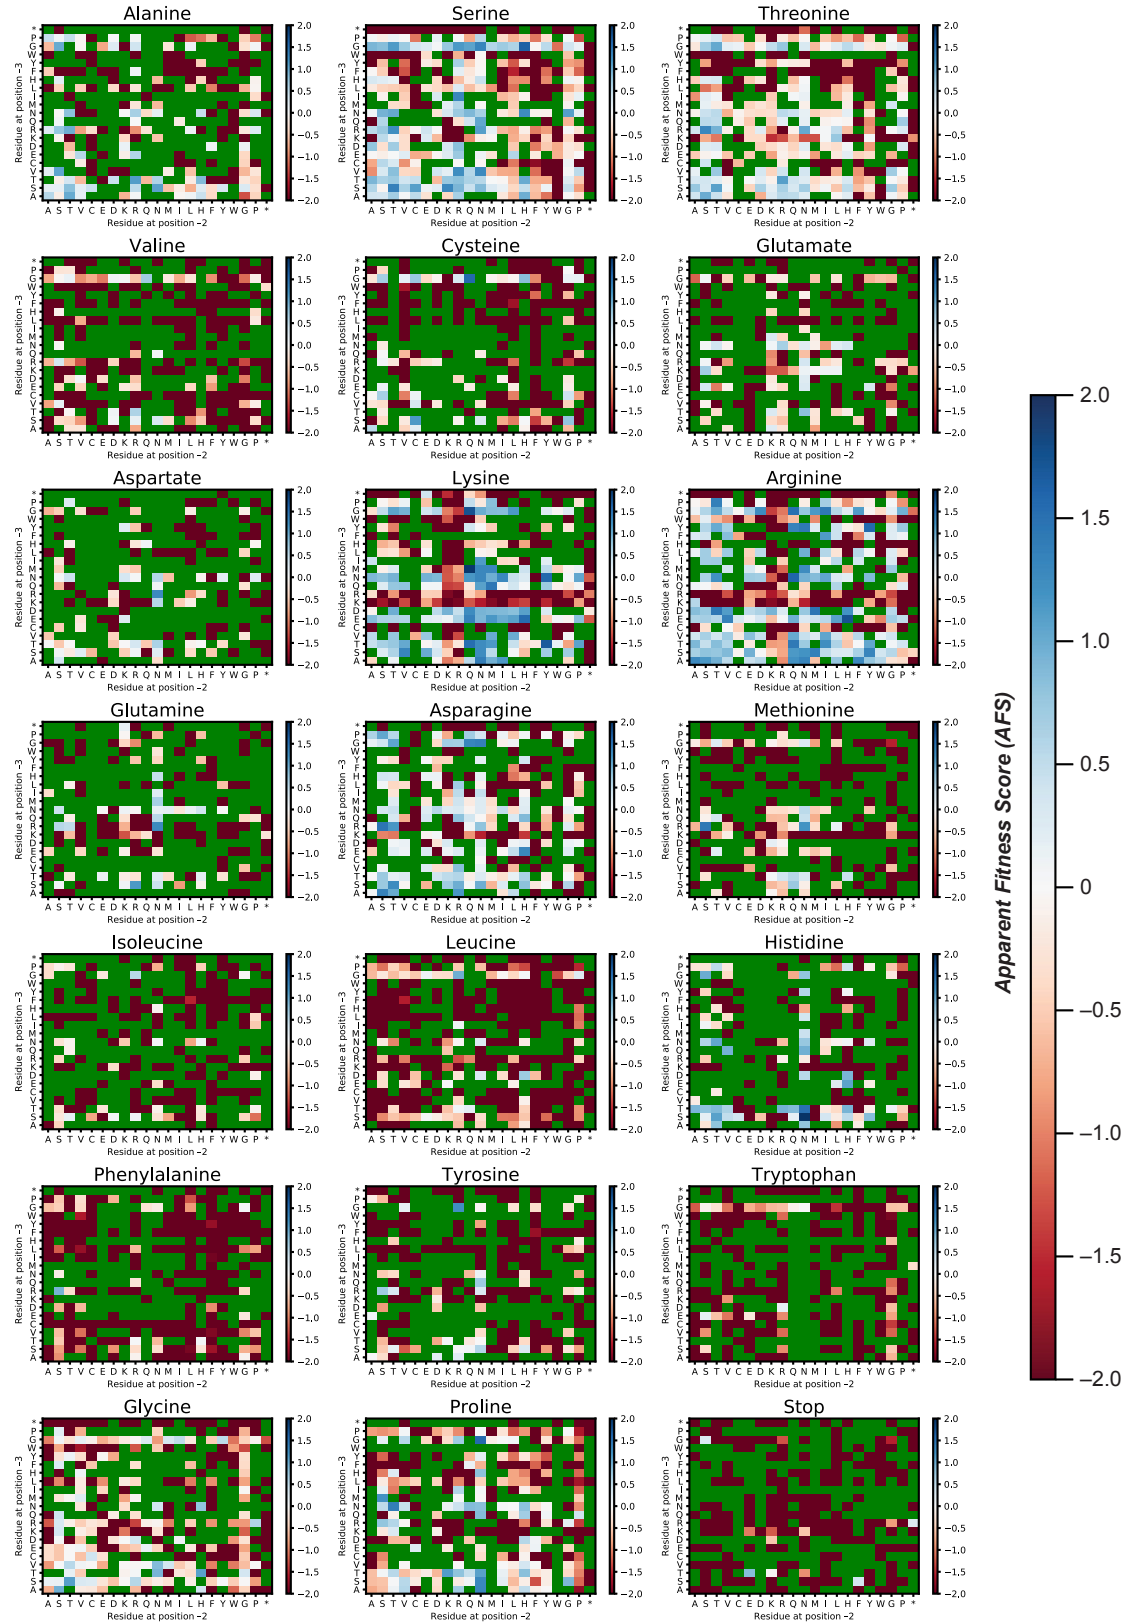 Alanine
Serine
Threonine
Valine
Cysteine
Glutamate
Aspartate
Lysine
Arginine
Glutamine
Asparagine
Methionine
Isoleucine
Leucine
Histidine
Phenylalanine
Tyrosine
Tryptophan
Glycine
Proline
Stop
Residue at position –3
* P G W Y F H L I M N Q R K D E C V T S A
A S T V C E D K R Q N M I L H F Y W G P *
Residue at position –2
2.0
1.5
1.0
0.5
0.0
−0.5
−1.0
−1.5
−2.0
Apparent Fitness Score (AFS)
2.0
1.5
1.0
0.5
0
–0.5
–1.0
–1.5
–2.0